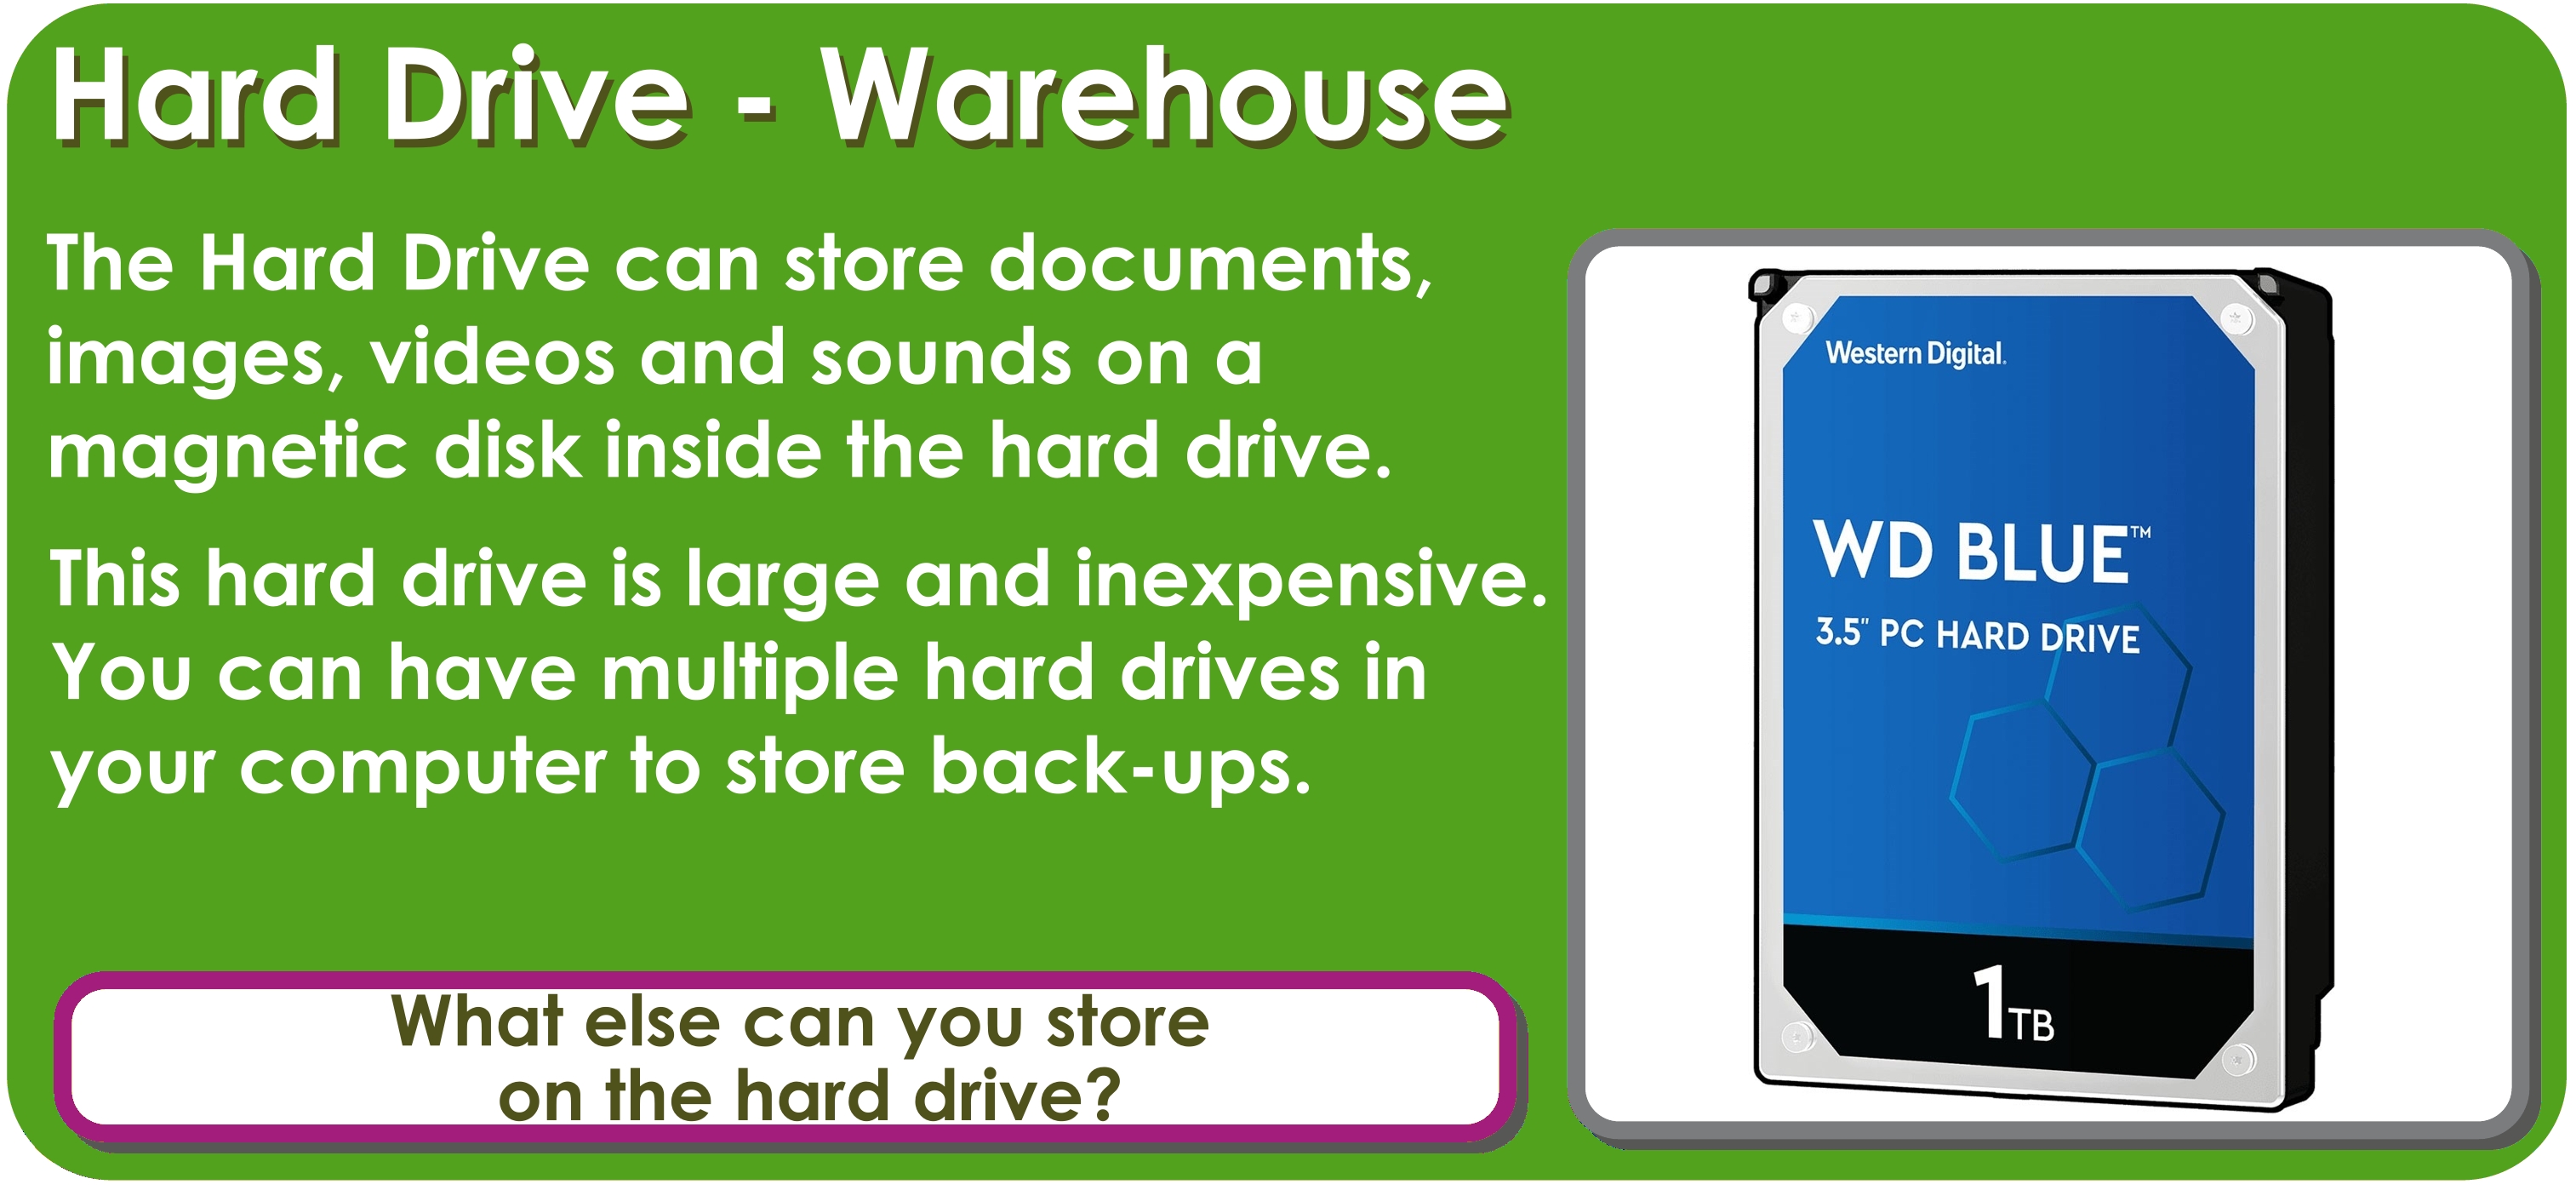 Hard Drive - Warehouse
The Hard Drive can store documents,
images, videos and sounds on a
magnetic disk inside the hard drive.
This hard drive is large and inexpensive.
You can have multiple hard drives in
your computer to store back-ups.
What else can you store
on the hard drive?
Western Digital.
WD BLUE™
3.5" PC HARD DRIVE
1TB